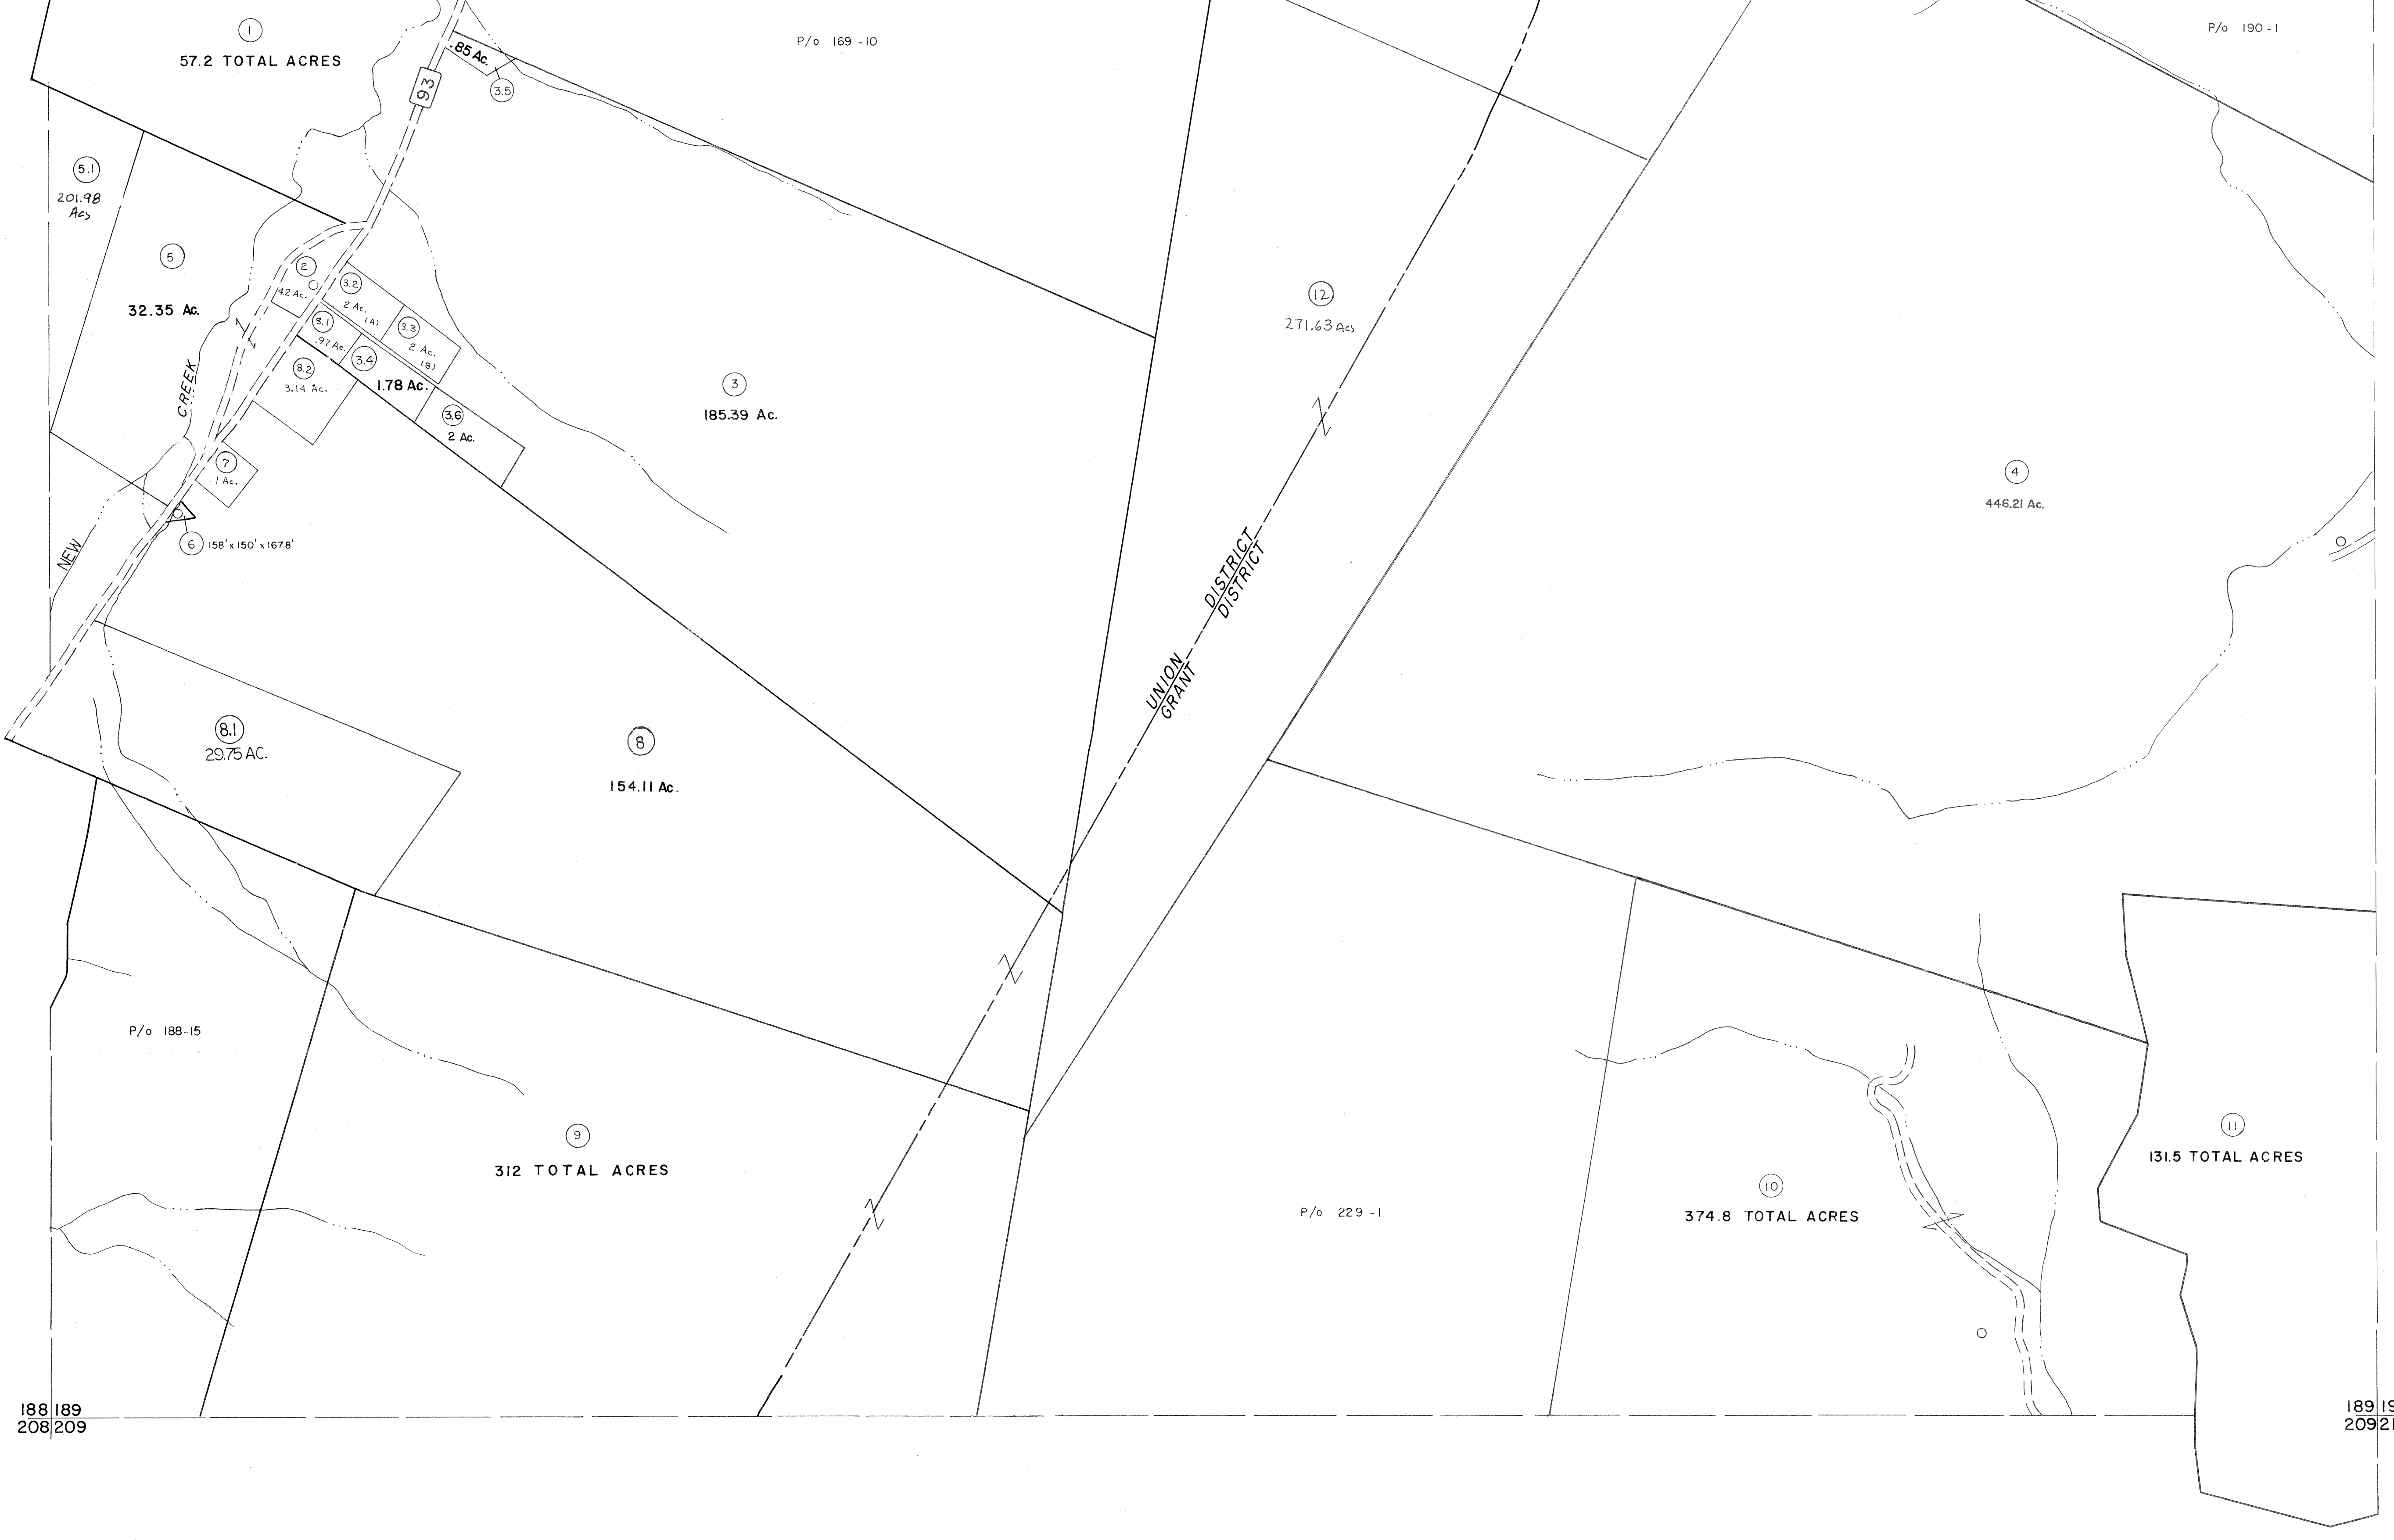 1
57.2 TOTAL ACRES
P/o 169-10
P/o 190-1
.85 Ac.
3.5
93
5.1
201.98
Acs
5
32.35 Ac.
2
3.2
2 Ac.
(A)
3.3
2 Ac.
(B)
3.1
.97 Ac.
3.4
1.78 Ac.
8.2
3.14 Ac.
3.6
2 Ac.
3
185.39 Ac.
12
271.63 Acs
4
446.21 Ac.
NEW CREEK
7
1 Ac.
6
158' x 150' x 167.8'
UNION DISTRICT
GRANT DISTRICT
8.1
29.75 AC.
8
154.11 Ac.
P/o 188-15
9
312 TOTAL ACRES
P/o 229-1
10
374.8 TOTAL ACRES
11
131.5 TOTAL ACRES
188 189
208 209
189 19
209 21